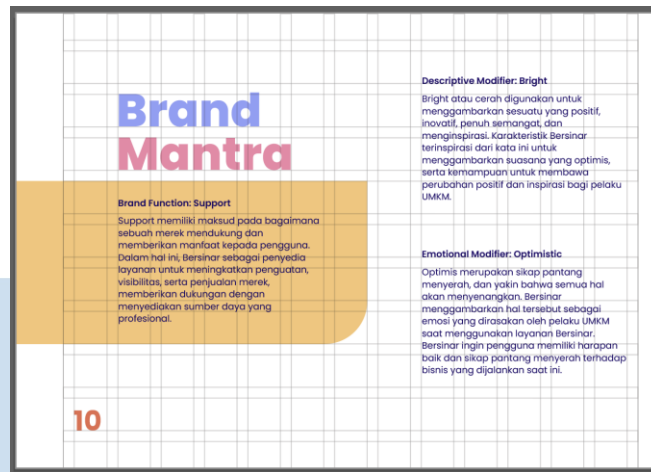 Brand
Mantra
Brand Function: Support
Support memiliki maksud pada bagaimana
sebuah merek mendukung dan
memberikan manfaat kepada pengguna.
Dalam hal ini, Bersinar sebagai penyedia
layanan untuk meningkatkan penguatan,
visibilitas, serta penjualan merek,
memberikan dukungan dengan
menyediakan sumber daya yang
profesional.
Descriptive Modifier: Bright
Bright atau cerah digunakan untuk
menggambarkan sesuatu yang positif,
inovatif, penuh semangat, dan
menginspirasi. Karakteristik Bersinar
terinspirasi dari kata ini untuk
menggambarkan suasana yang optimis,
serta kemampuan untuk membawa
perubahan positif dan inspirasi bagi pelaku
UMKM.
Emotional Modifier: Optimistic
Optimis merupakan sikap pantang
menyerah, dan yakin bahwa semua hal
akan menyenangkan. Bersinar
menggambarkan hal tersebut sebagai
emosi yang dirasakan oleh pelaku UMKM
saat menggunakan layanan Bersinar.
Bersinar ingin pengguna memiliki harapan
baik dan sikap pantang menyerah terhadap
bisnis yang dijalankan saat ini.
10